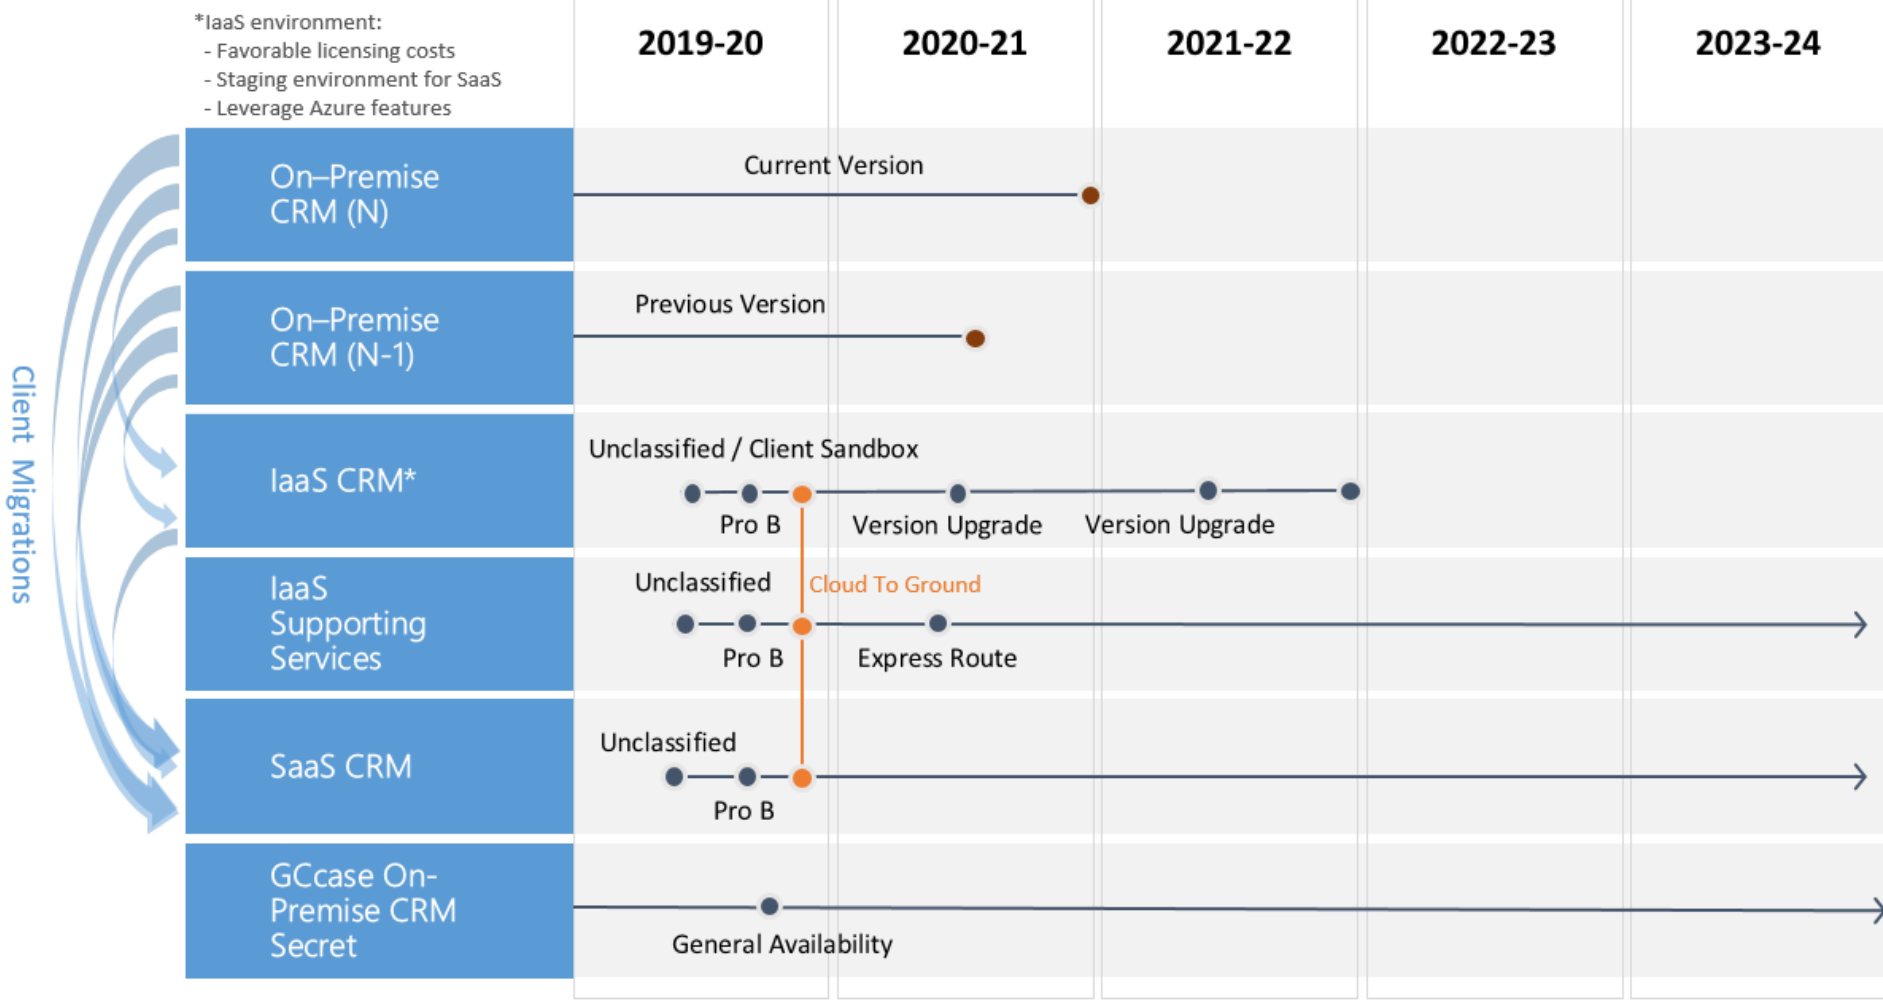 *IaaS environment:
- Favorable licensing costs
- Staging environment for SaaS
- Leverage Azure features
2019-20
2020-21
2021-22
2022-23
2023-24
Client Migrations
On–Premise
CRM (N)
Current Version
On–Premise
CRM (N-1)
Previous Version
IaaS CRM*
Unclassified / Client Sandbox
Pro B
Version Upgrade
Version Upgrade
IaaS
Supporting
Services
Unclassified
Cloud To Ground
Pro B
Express Route
SaaS CRM
Unclassified
Pro B
GCcase On-
Premise CRM
Secret
General Availability